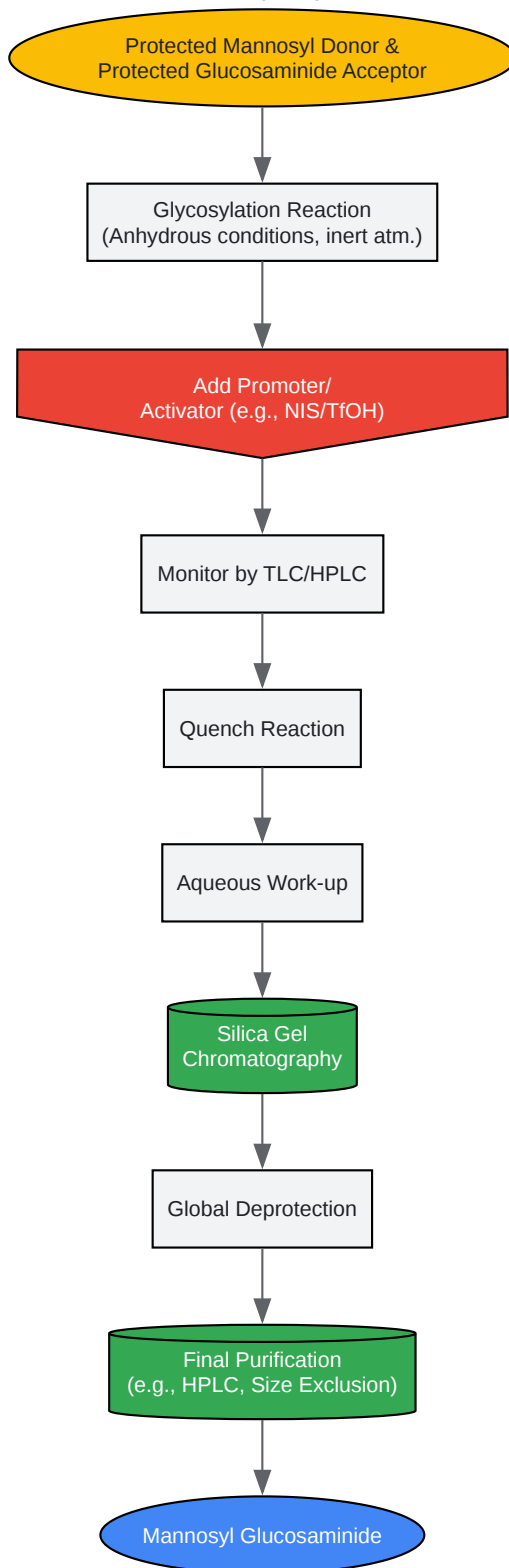 Protected Mannosyl Donor &
Protected Glucosaminide Acceptor
Glycosylation Reaction
(Anhydrous conditions, inert atm.)
Add Promoter/
Activator (e.g., NIS/TfOH)
Monitor by TLC/HPLC
Quench Reaction
Aqueous Work-up
Silica Gel
Chromatography
Global Deprotection
Final Purification
(e.g., HPLC, Size Exclusion)
Mannosyl Glucosaminide